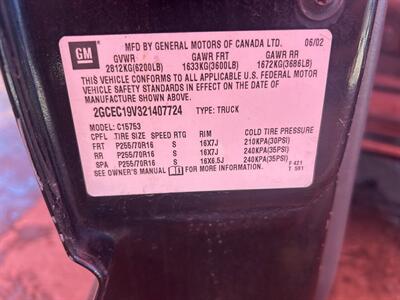 GM
MFD BY GENERAL MOTORS OF CANADA LTD. 06/02
GVWR GAWR FRT GAWR RR
2812KG(6200LB) 1633KG(3600LB) 1672KG(3686LB)
THIS VEHICLE CONFORMS TO ALL APPLICABLE U.S. FEDERAL MOTOR
VEHICLE SAFETY STANDARDS IN EFFECT ON THE DATE OF
MANUFACTURE SHOWN ABOVE.
2GCEC19V321407724 TYPE: TRUCK
MODEL: C15753
CPFL TIRE SIZE SPEED RTG RIM COLD TIRE PRESSURE
FRT P255/70R16 S 16X7J 210KPA(30PSI)
RR P255/70R16 S 16X7J 240KPA(35PSI)
SPA P255/70R16 S 16X6.5J 240KPA(35PSI)
SEE OWNER'S MANUAL FOR MORE INFORMATION. F 421
T 591